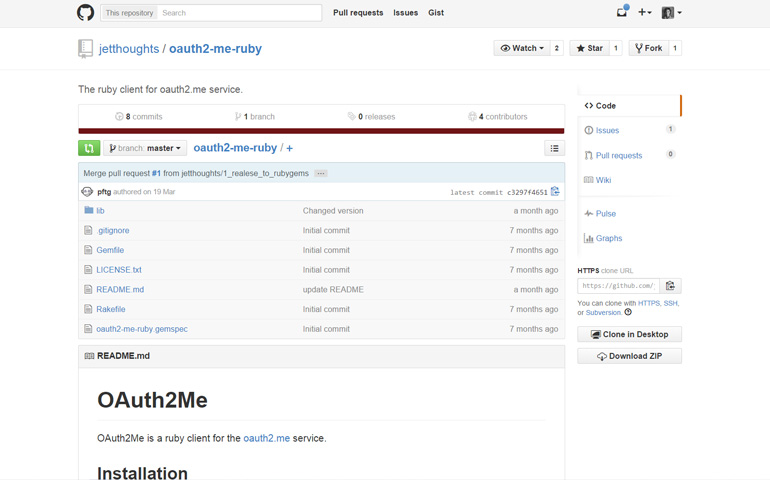 This repository Search Pull requests Issues Gist
jetthoughts / oauth2-me-ruby Watch 2 Star 1 Fork 1
The ruby client for oauth2.me service.
8 commits 1 branch 0 releases 4 contributors
branch: master oauth2-me-ruby / +
Merge pull request #1 from jetthoughts/1_realese_to_rubygems ...
pftg authored on 19 Mar latest commit c3297f4651
lib Changed version a month ago
.gitignore Initial commit 7 months ago
Gemfile Initial commit 7 months ago
LICENSE.txt Initial commit 7 months ago
README.md update README a month ago
Rakefile Initial commit 7 months ago
oauth2-me-ruby.gemspec Initial commit 7 months ago
README.md
OAuth2Me
OAuth2Me is a ruby client for the oauth2.me service.
Installation
Code
Issues 1
Pull requests 0
Wiki
Pulse
Graphs
HTTPS clone URL
https://github.com/
You can clone with HTTPS, SSH,
or Subversion.
Clone in Desktop
Download ZIP